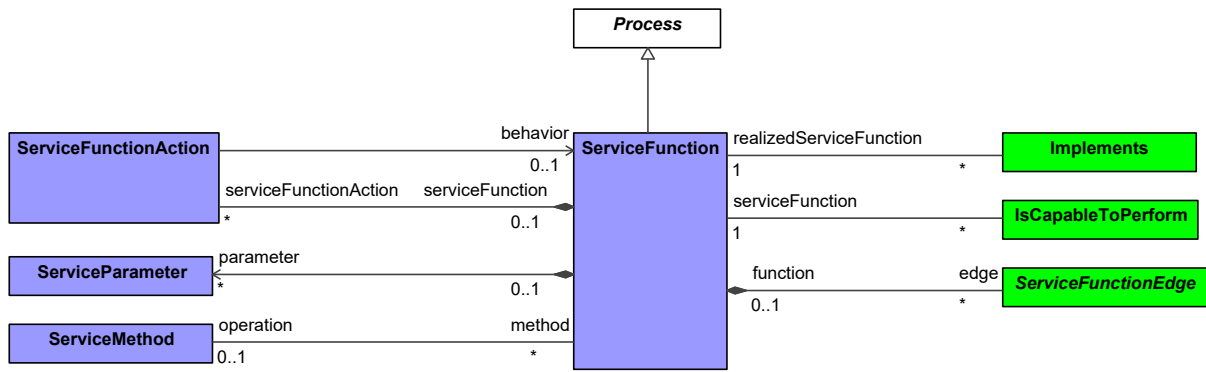 Process
ServiceFunctionAction
behavior
0..1
ServiceFunction
realizedServiceFunction
1
*
Implements
serviceFunctionAction
*
serviceFunction
0..1
serviceFunction
1
*
IsCapableToPerform
ServiceParameter
parameter
*
0..1
function
0..1
edge
*
ServiceFunctionEdge
ServiceMethod
operation
0..1
method
*